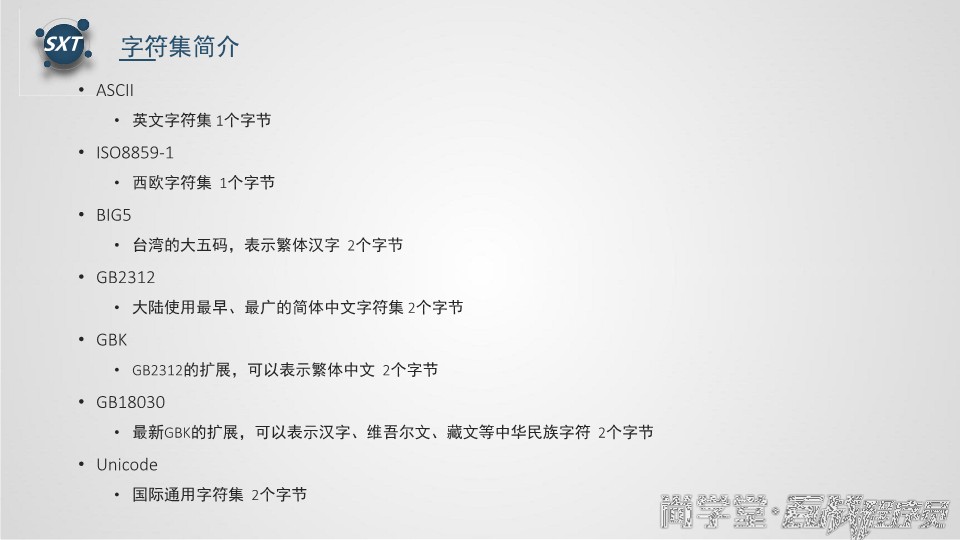 SXT
字符集简介
• ASCII
• 英文字符集 1个字节
• ISO8859-1
• 西欧字符集 1个字节
• BIG5
• 台湾的大五码，表示繁体汉字 2个字节
• GB2312
• 大陆使用最早、最广的简体中文字符集 2个字节
• GBK
• GB2312的扩展，可以表示繁体中文 2个字节
• GB18030
• 最新GBK的扩展，可以表示汉字、维吾尔文、藏文等中华民族字符 2个字节
• Unicode
• 国际通用字符集 2个字节
尚学堂·